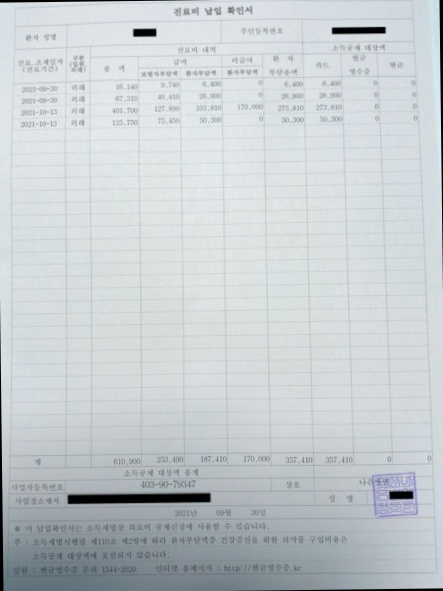 진료비 납입 확인서
환자 성명 주민등록번호
진료비 내역 소득공제 대상액
진료.조제일자 (진료기간) 구분 총 액 급여 비급여 환 자 부담총액 카드 현금 영수증 현금
보험자부담액 환자부담액 환자부담액
2021-09-30 외래 16,140 9,740 6,400 0 6,400 6,400 0 0
2021-09-30 외래 67,310 40,410 26,900 0 26,900 26,900 0 0
2021-10-13 외래 401,700 127,890 103,810 170,000 273,810 273,810 0 0
2021-10-13 외래 125,750 75,450 50,300 0 50,300 50,300 0 0
계 610,900 253,490 187,410 170,000 357,410 357,410 0 0
소득공제 대상액 총계
사업자등록번호 403-90-79347 상호
사업장소재지 성 명
2021년 09월 30일
※ 이 납입확인서는 소득세법상 의료비 공제신청에 사용할 수 있습니다.
주 : 소득세법시행령 제110조 제2항에 따라 환자부담액중 건강증진을 위한 의약품 구입비용은
소득공제 대상액에 포함되지 않습니다.
알림 : 현금영수증 문의 1544-2020 인터넷 홈페이지 : http://현금영수증.kr